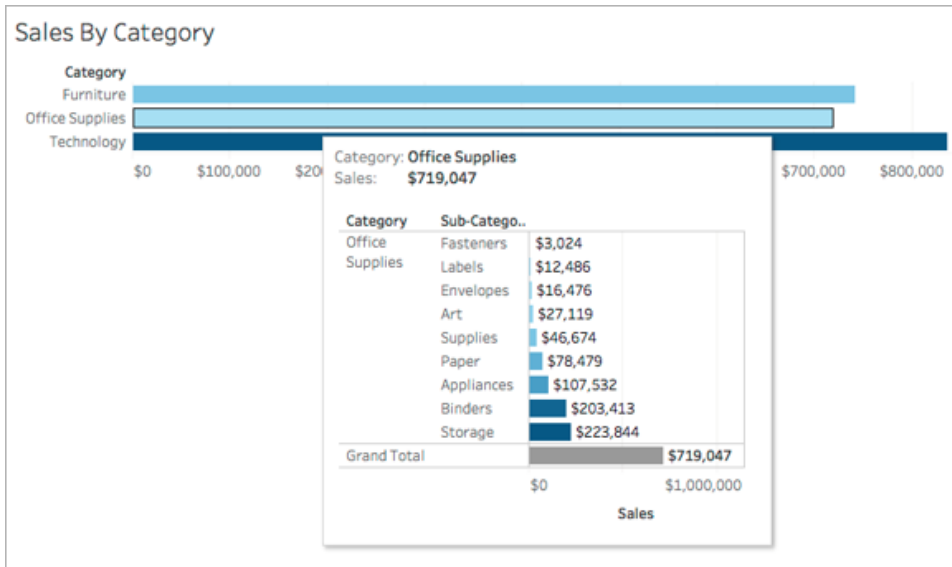 Sales By Category
Category
Furniture
Office Supplies
Technology
$0 $100,000 $20 $700,000 $800,000
Category: Office Supplies
Sales: $719,047
Category Sub-Catego..
Office Supplies Fasteners $3,024
Labels $12,486
Envelopes $16,476
Art $27,119
Supplies $46,674
Paper $78,479
Appliances $107,532
Binders $203,413
Storage $223,844
Grand Total $719,047
$0 $1,000,000
Sales